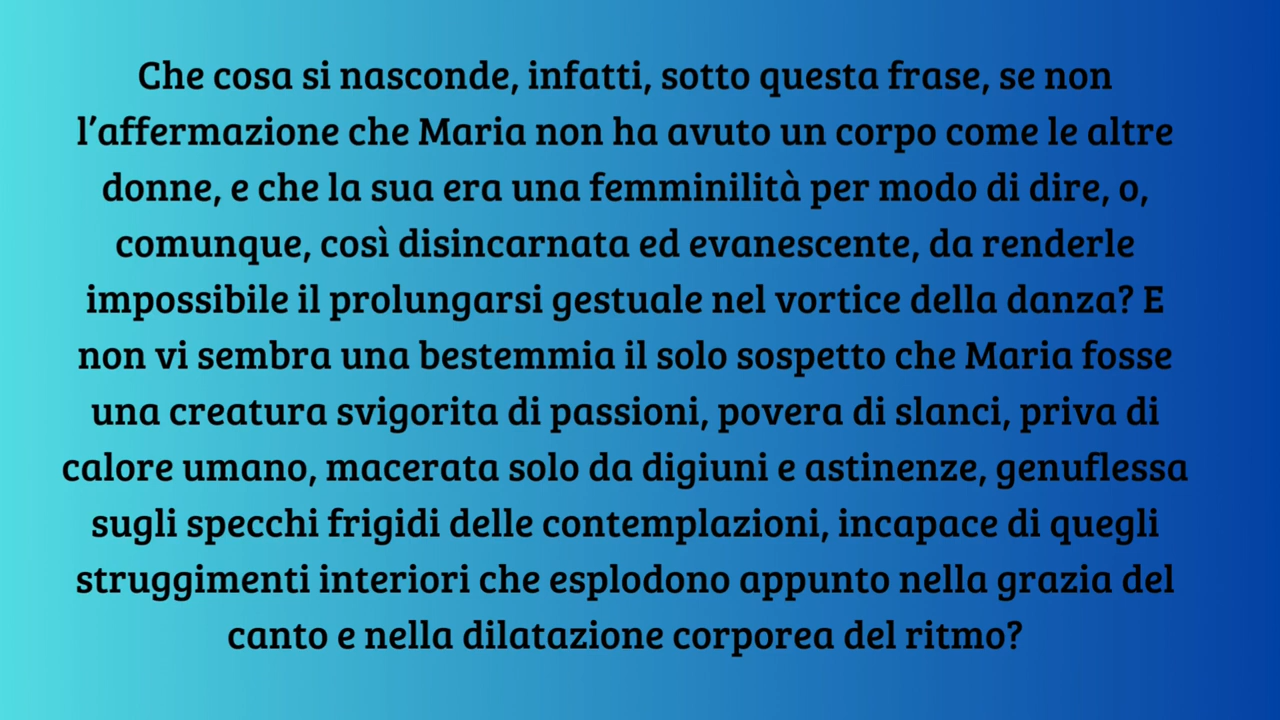 Che cosa si nasconde, infatti, sotto questa frase, se non
l’affermazione che Maria non ha avuto un corpo come le altre
donne, e che la sua era una femminilità per modo di dire, o,
comunque, così disincarnata ed evanescente, da renderle
impossibile il prolungarsi gestuale nel vortice della danza? E
non vi sembra una bestemmia il solo sospetto che Maria fosse
una creatura svigorita di passioni, povera di slanci, priva di
calore umano, macerata solo da digiuni e astinenze, genuflessa
sugli specchi frigidi delle contemplazioni, incapace di quegli
struggimenti interiori che esplodono appunto nella grazia del
canto e nella dilatazione corporea del ritmo?